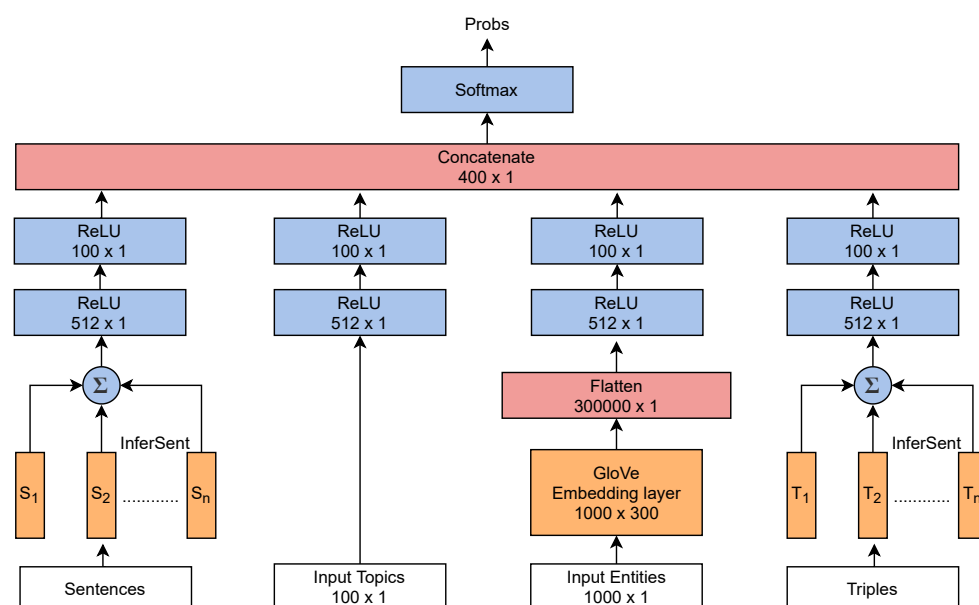 Probs
Softmax
Concatenate
400 x 1
ReLU
100 x 1
ReLU
100 x 1
ReLU
100 x 1
ReLU
100 x 1
ReLU
512 x 1
ReLU
512 x 1
ReLU
512 x 1
ReLU
512 x 1
Σ
Flatten
300000 x 1
Σ
InferSent
InferSent
S1
S2
............
Sn
GloVe
Embedding layer
1000 x 300
T1
T2
............
Tn
Sentences
Input Topics
100 x 1
Input Entities
1000 x 1
Triples